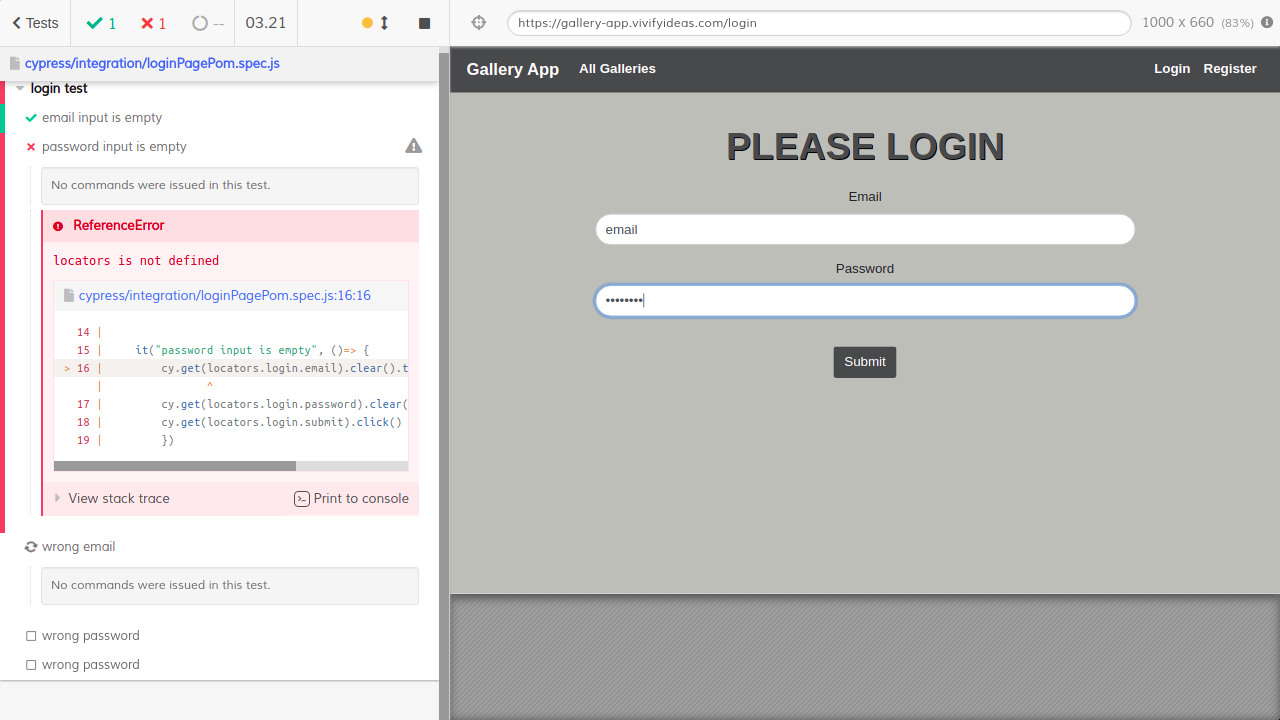 Tests
1
1
--
03.21
https://gallery-app.vivifyideas.com/login
1000 x 660 (83%)
cypress/integration/loginPagePom.spec.js
login test
email input is empty
password input is empty
No commands were issued in this test.
ReferenceError
locators is not defined
cypress/integration/loginPagePom.spec.js:16:16
14 |
15 | it("password input is empty", ()=> {
> 16 | cy.get(locators.login.email).clear().t
| ^
17 | cy.get(locators.login.password).clear(
18 | cy.get(locators.login.submit).click()
19 | })
View stack trace
Print to console
wrong email
No commands were issued in this test.
wrong password
wrong password
Gallery App
All Galleries
Login
Register
PLEASE LOGIN
Email
email
Password
••••••••
Submit